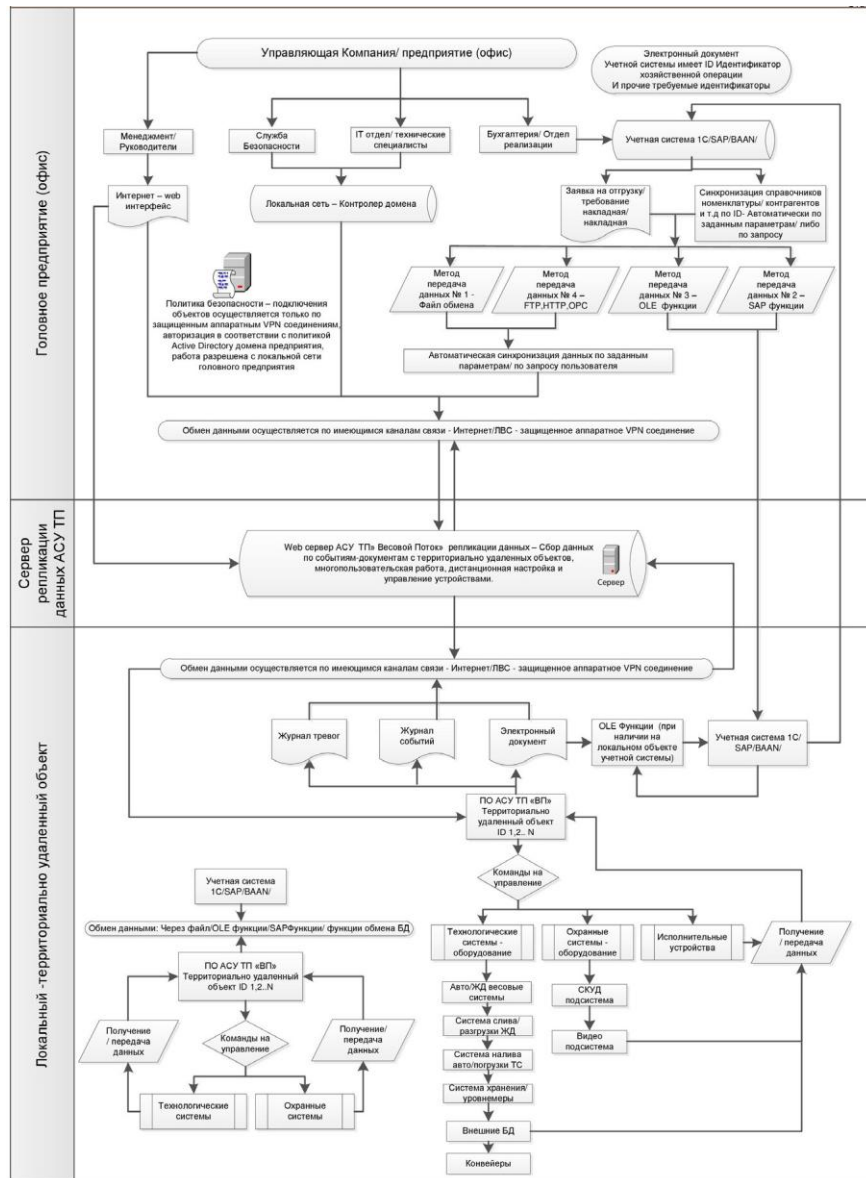 Управляющая Компания/ предприятие (офис)
Электронный документ
Учетной системы имеет ID Идентификатор
хозяйственной операции
И прочие требуемые идентификаторы
Менеджмент/
Руководители
Служба
Безопасности
IT отдел/ технические
специалисты
Бухгалтерия/ Отдел
реализации
Учетная система 1С/SAP/BAAN/
Интернет – web
интерфейс
Локальная сеть – Контролер домена
Заявка на отгрузку/
требование
накладная/
накладная
Синхронизация справочников
номенклатуры/ контрагентов
и т.д по ID- Автоматически по
заданным параметрам/ либо
по запросу
Политика безопасности – подключения
объектов осуществляется только по
защищенным аппаратным VPN соединениям,
авторизация в соответствии с политикой
Active Directory домена предприятия,
работа разрешена с локальной сети
головного предприятия
Метод
передача
данных № 1 -
Файл обмена
Метод
передача
данных № 4 –
FTP,HTTP,OPC
Метод
передача
данных № 3 –
OLE функции
Метод
передача
данных № 2 –
SAP функции
Автоматическая синхронизация данных по заданным
параметрам/ по запросу пользователя
Обмен данными осуществляется по имеющимся каналам связи - Интернет/ЛВС - защищенное аппаратное VPN соединение
Головное предприятие (офис)
Сервер
репликации
данных АСУ ТП
Web сервер АСУ ТП» Весовой Поток» репликации данных – Сбор данных
по событиям-документам с территориально удаленных объектов,
многопользовательская работа, дистанционная настройка и
управление устройствами.
Сервер
Локальный -территориально удаленный объект
Обмен данными осуществляется по имеющимся каналам связи - Интернет/ЛВС - защищенное аппаратное VPN соединение
Журнал тревог
Журнал
событий
Электронный
документ
OLE Функции (при
наличии на
локальном объекте
учетной системы)
Учетная система 1С/
SAP/BAAN/
ПО АСУ ТП «ВП»
Территориально
удаленный объект
ID 1,2.. N
Команды на
управление
Технологические
системы -
оборудование
Охранные
системы -
оборудование
Исполнительные
устройства
Получение
/ передача
данных
Авто/ЖД весовые
системы
Система слива/
разгрузки ЖД
Система налива
авто/погрузки ТС
Система хранения/
уровнемеры
Внешние БД
Конвейеры
СКУД
подсистема
Видео
подсистема
Учетная система
1С/SAP/BAAN/
Обмен данными: Через файл/OLE функции/SAPФункции/ функции обмена БД
ПО АСУ ТП «ВП»
Территориально удаленный
объект ID 1,2..N
Получение
/ передача
данных
Команды на
управление
Получение/
передача
данных
Технологические
системы
Охранные
системы